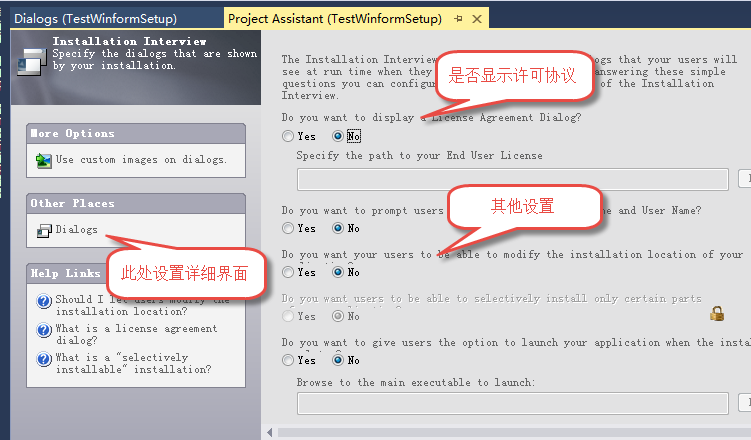 Dialogs (TestWinformSetup)
Project Assistant (TestWinformSetup)
Installation Interview
Specify the dialogs that are shown
by your installation.
More Options
Use custom images on dialogs.
Other Places
Dialogs
此处设置详细界面
Help Links
Should I let users modify the
installation location?
What is a license agreement
dialog?
What is a "selectively
installable" installation?
The Installation Interview logs that your users will
see at run time when they answering these simple
questions you can configur of the Installation
Interview.
是否显示许可协议
Do you want to display a License Agreement Dialog?
Yes No
Specify the path to your End User License
其他设置
Do you want to prompt users me and User Name?
Yes No
Do you want your users to be able to modify the installation location of your
Yes No
Do you want users to be able to selectively install only certain parts
Yes No
Do you want to give users the option to launch your application when the insta
Yes No
Browse to the main executable to launch: